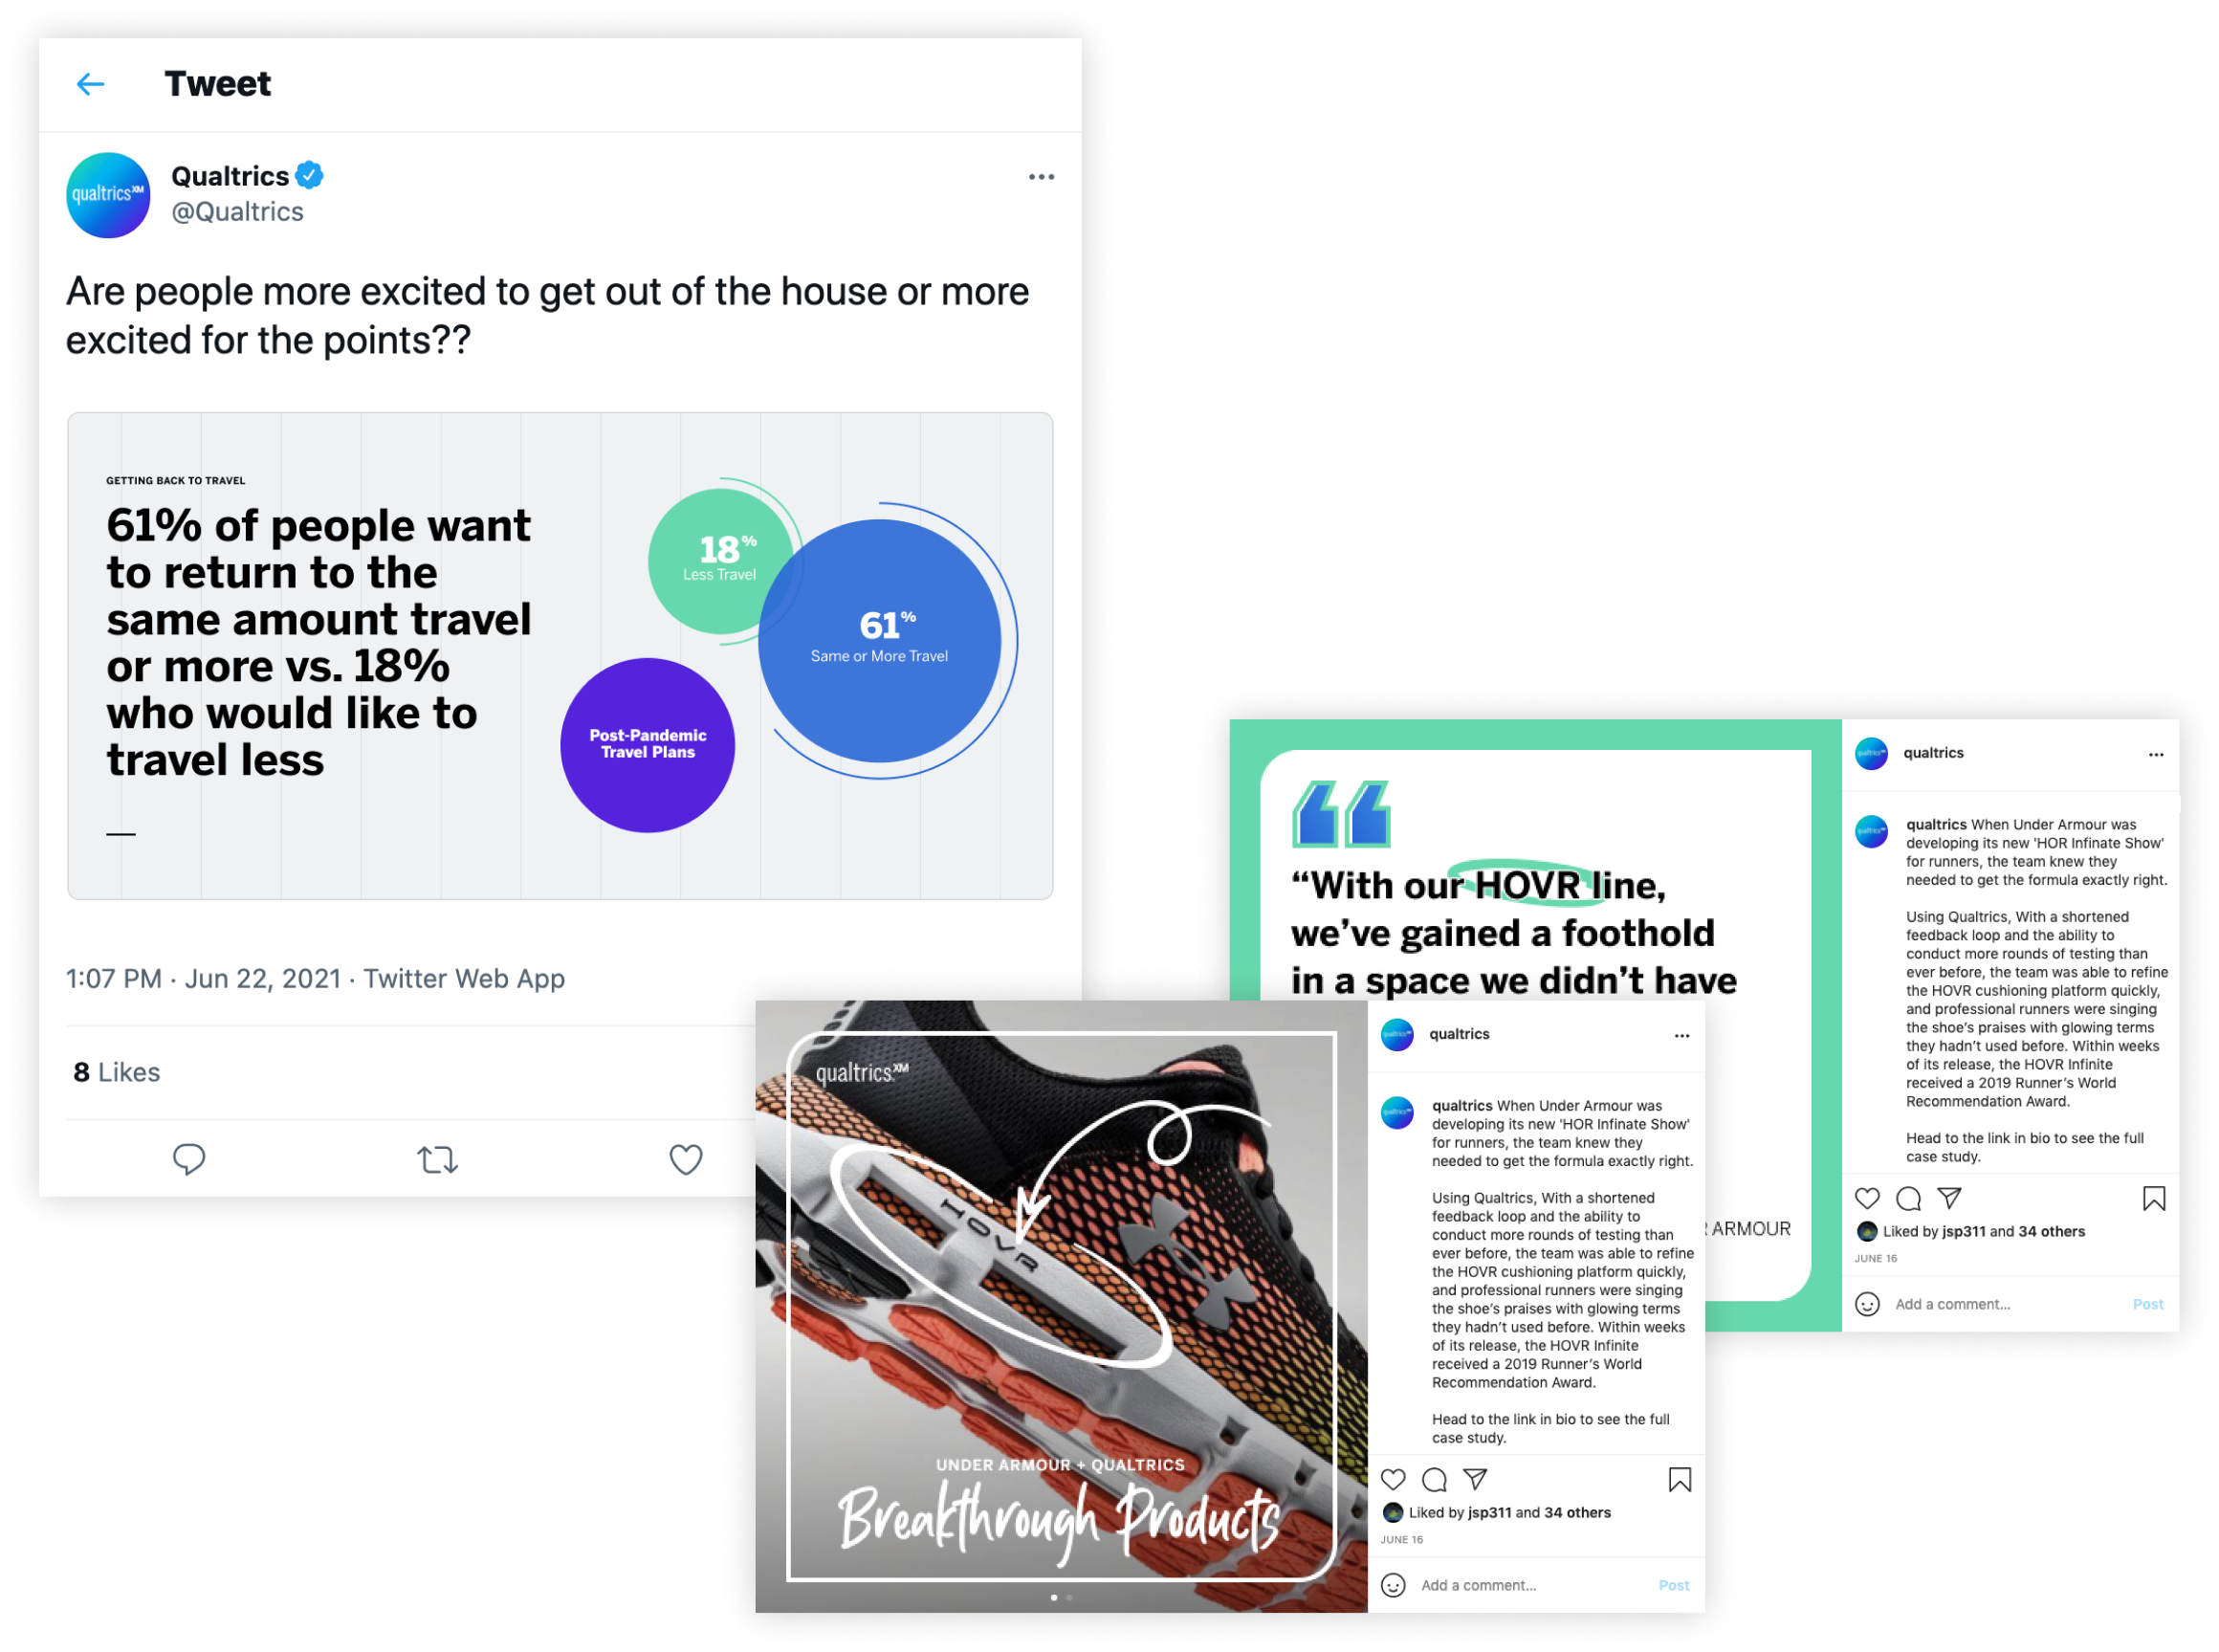 Tweet
qualtrics XM
Qualtrics
@Qualtrics
Are people more excited to get out of the house or more
excited for the points??
GETTING BACK TO TRAVEL
61% of people want
to return to the
same amount travel
or more vs. 18%
who would like to
travel less
18%
Less Travel
61%
Same or More Travel
Post-Pandemic
Travel Plans
1:07 PM · Jun 22, 2021 · Twitter Web App
8 Likes
“With our HOVR line,
we’ve gained a foothold
in a space we didn’t have
ARMOUR
qualtrics
qualtrics When Under Armour was
developing its new 'HOR Infinate Show'
for runners, the team knew they
needed to get the formula exactly right.
Using Qualtrics, With a shortened
feedback loop and the ability to
conduct more rounds of testing than
ever before, the team was able to refine
the HOVR cushioning platform quickly,
and professional runners were singing
the shoe’s praises with glowing terms
they hadn’t used before. Within weeks
of its release, the HOVR Infinite
received a 2019 Runner’s World
Recommendation Award.
Head to the link in bio to see the full
case study.
Liked by jsp311 and 34 others
JUNE 16
Add a comment...
Post
qualtrics.XM
HOVR
UNDER ARMOUR + QUALTRICS
Breakthrough Products
qualtrics
qualtrics When Under Armour was
developing its new 'HOR Infinate Show'
for runners, the team knew they
needed to get the formula exactly right.
Using Qualtrics, With a shortened
feedback loop and the ability to
conduct more rounds of testing than
ever before, the team was able to refine
the HOVR cushioning platform quickly,
and professional runners were singing
the shoe’s praises with glowing terms
they hadn’t used before. Within weeks
of its release, the HOVR Infinite
received a 2019 Runner’s World
Recommendation Award.
Head to the link in bio to see the full
case study.
Liked by jsp311 and 34 others
JUNE 16
Add a comment...
Post